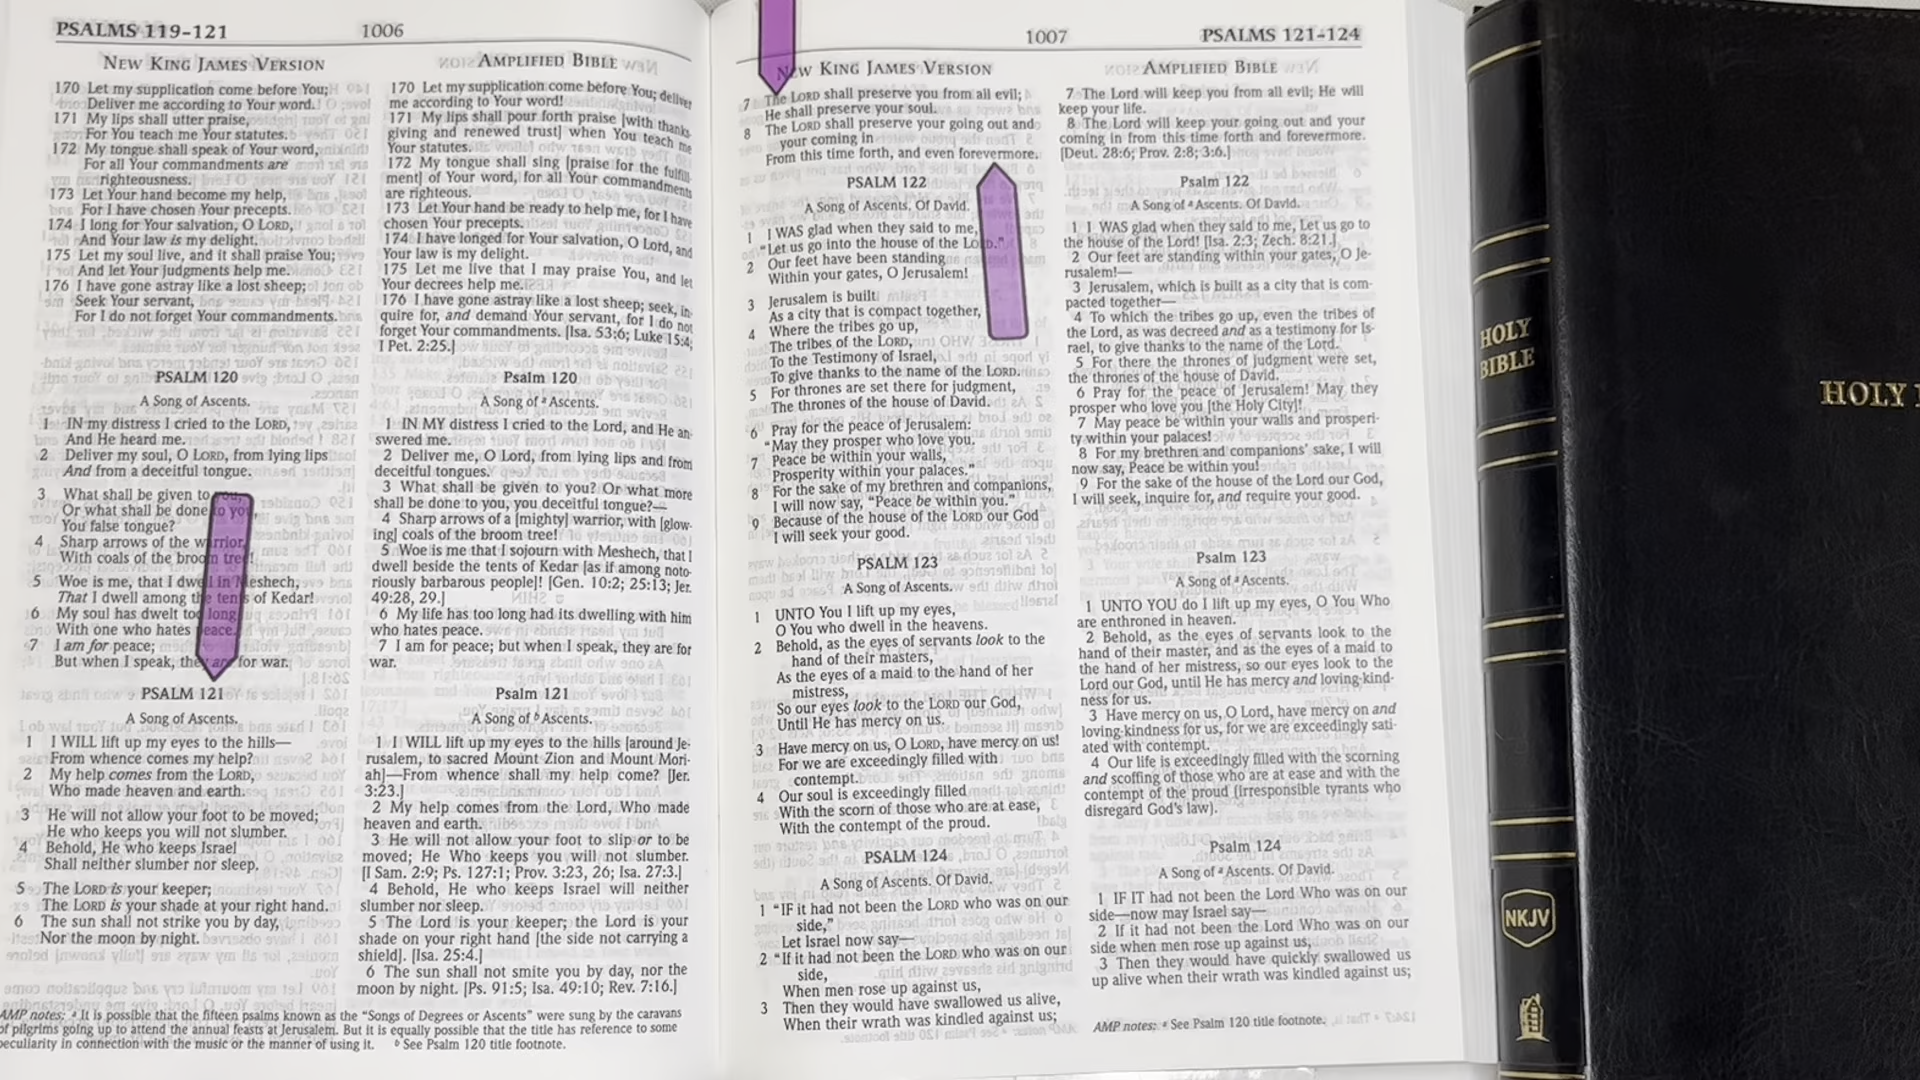 PSALMS 119-121
1006
NEW KING JAMES VERSION
170 Let my supplication come before You;
Deliver me according to Your word.
171 My lips shall utter praise,
For You teach me Your statutes.
172 My tongue shall speak of Your word,
For all Your commandments are
righteousness.
173 Let Your hand become my help,
For I have chosen Your precepts.
174 I long for Your salvation, O LORD,
And Your law is my delight.
175 Let my soul live, and it shall praise You;
And let Your judgments help me.
176 I have gone astray like a lost sheep;
Seek Your servant,
For I do not forget Your commandments.
PSALM 120
A Song of Ascents.
1 IN my distress I cried to the LORD,
And He heard me.
2 Deliver my soul, O LORD, from lying lips
And from a deceitful tongue.
3 What shall be given to you,
Or what shall be done to you,
You false tongue?
4 Sharp arrows of the warrior,
With coals of the broom tree!
5 Woe is me, that I dwell in Meshech,
That I dwell among the tents of Kedar!
6 My soul has dwelt too long
With one who hates peace.
7 I am for peace;
But when I speak, they are for war.
PSALM 121
A Song of Ascents.
1 I WILL lift up my eyes to the hills—
From whence comes my help?
2 My help comes from the LORD,
Who made heaven and earth.
3 He will not allow your foot to be moved;
He who keeps you will not slumber.
4 Behold, He who keeps Israel
Shall neither slumber nor sleep.
5 The LORD is your keeper;
The LORD is your shade at your right hand.
6 The sun shall not strike you by day,
Nor the moon by night.
AMPLIFIED BIBLE
170 Let my supplication come before You; deliver
me according to Your word!
171 My lips shall pour forth praise [with thanks-
giving and renewed trust] when You teach me
Your statutes.
172 My tongue shall sing [praise for the fulfill-
ment] of Your word, for all Your commandments
are righteous.
173 Let Your hand be ready to help me, for I have
chosen Your precepts.
174 I have longed for Your salvation, O Lord, and
Your law is my delight.
175 Let me live that I may praise You, and let
Your decrees help me.
176 I have gone astray like a lost sheep; seek, in-
quire for, and demand Your servant, for I do not
forget Your commandments. [Isa. 53:6; Luke 15:4;
I Pet. 2:25.]
Psalm 120
A Song of a Ascents.
1 IN MY distress I cried to the Lord, and He an-
swered me.
2 Deliver me, O Lord, from lying lips and from
deceitful tongues.
3 What shall be given to you? Or what more
shall be done to you, you deceitful tongue?—
4 Sharp arrows of a [mighty] warrior, with [glow-
ing] coals of the broom tree!
5 Woe is me that I sojourn with Meshech, that I
dwell beside the tents of Kedar [as if among noto-
riously barbarous people]! [Gen. 10:2; 25:13; Jer.
49:28, 29.]
6 My life has too long had its dwelling with him
who hates peace.
7 I am for peace; but when I speak, they are for
war.
Psalm 121
A Song of b Ascents.
1 I WILL lift up my eyes to the hills [around Je-
rusalem, to sacred Mount Zion and Mount Mori-
ah]—From whence shall my help come? [Jer.
3:23.]
2 My help comes from the Lord, Who made
heaven and earth.
3 He will not allow your foot to slip or to be
moved; He Who keeps you will not slumber.
[I Sam. 2:9; Ps. 127:1; Prov. 3:23, 26; Isa. 27:3.]
4 Behold, He who keeps Israel will neither
slumber nor sleep.
5 The Lord is your keeper; the Lord is your
shade on your right hand [the side not carrying a
shield]. [Isa. 25:4.]
6 The sun shall not smite you by day, nor the
moon by night. [Ps. 91:5; Isa. 49:10; Rev. 7:16.]
AMP notes: a It is possible that the fifteen psalms known as the “Songs of Degrees or Ascents” were sung by the caravans
of pilgrims going up to attend the annual feasts at Jerusalem. But it is equally possible that the title has reference to some
peculiarity in connection with the music or the manner of using it. b See Psalm 120 title footnote.
1007
PSALMS 121-124
NEW KING JAMES VERSION
7 The LORD shall preserve you from all evil;
He shall preserve your soul.
8 The LORD shall preserve your going out and
your coming in
From this time forth, and even forevermore.
PSALM 122
A Song of Ascents. Of David.
1 I WAS glad when they said to me,
“Let us go into the house of the LORD.”
2 Our feet have been standing
Within your gates, O Jerusalem!
3 Jerusalem is built
As a city that is compact together,
4 Where the tribes go up,
The tribes of the LORD,
To the Testimony of Israel,
To give thanks to the name of the LORD.
5 For thrones are set there for judgment,
The thrones of the house of David.
6 Pray for the peace of Jerusalem:
“May they prosper who love you.
7 Peace be within your walls,
Prosperity within your palaces.”
8 For the sake of my brethren and companions,
I will now say, “Peace be within you.”
9 Because of the house of the LORD our God
I will seek your good.
PSALM 123
A Song of Ascents.
1 UNTO You I lift up my eyes,
O You who dwell in the heavens.
2 Behold, as the eyes of servants look to the
hand of their masters,
As the eyes of a maid to the hand of her
mistress,
So our eyes look to the LORD our God,
Until He has mercy on us.
3 Have mercy on us, O LORD, have mercy on us!
For we are exceedingly filled with
contempt.
4 Our soul is exceedingly filled
With the scorn of those who are at ease,
With the contempt of the proud.
PSALM 124
A Song of Ascents. Of David.
1 “IF it had not been the LORD who was on our
side,”
Let Israel now say—
2 “If it had not been the LORD who was on our
side,
When men rose up against us,
3 Then they would have swallowed us alive,
When their wrath was kindled against us;
AMPLIFIED BIBLE
7 The Lord will keep you from all evil; He will
keep your life.
8 The Lord will keep your going out and your
coming in from this time forth and forevermore.
[Deut. 28:6; Prov. 2:8; 3:6.]
Psalm 122
A Song of a Ascents. Of David.
1 I WAS glad when they said to me, Let us go to
the house of the Lord! [Isa. 2:3; Zech. 8:21.]
2 Our feet are standing within your gates, O Je-
rusalem!—
3 Jerusalem, which is built as a city that is com-
pacted together—
4 To which the tribes go up, even the tribes of
the Lord, as was decreed and as a testimony for Is-
rael, to give thanks to the name of the Lord.
5 For there the thrones of judgment were set,
the thrones of the house of David.
6 Pray for the peace of Jerusalem! May they
prosper who love you [the Holy City]!
7 May peace be within your walls and prosperi-
ty within your palaces!
8 For my brethren and companions’ sake, I will
now say, Peace be within you!
9 For the sake of the house of the Lord our God,
I will seek, inquire for, and require your good.
Psalm 123
A Song of a Ascents.
1 UNTO YOU do I lift up my eyes, O You Who
are enthroned in heaven.
2 Behold, as the eyes of servants look to the
hand of their master, and as the eyes of a maid to
the hand of her mistress, so our eyes look to the
Lord our God, until He has mercy and loving-kind-
ness for us.
3 Have mercy on us, O Lord, have mercy on and
loving-kindness for us, for we are exceedingly sati-
ated with contempt.
4 Our life is exceedingly filled with the scorning
and scoffing of those who are at ease and with the
contempt of the proud (irresponsible tyrants who
disregard God’s law).
Psalm 124
A Song of a Ascents. Of David.
1 IF IT had not been the Lord Who was on our
side—now may Israel say—
2 If it had not been the Lord Who was on our
side when men rose up against us,
3 Then they would have quickly swallowed us
up alive when their wrath was kindled against us;
AMP notes: a See Psalm 120 title footnote.
HOLY
BIBLE
NKJV
HOLY